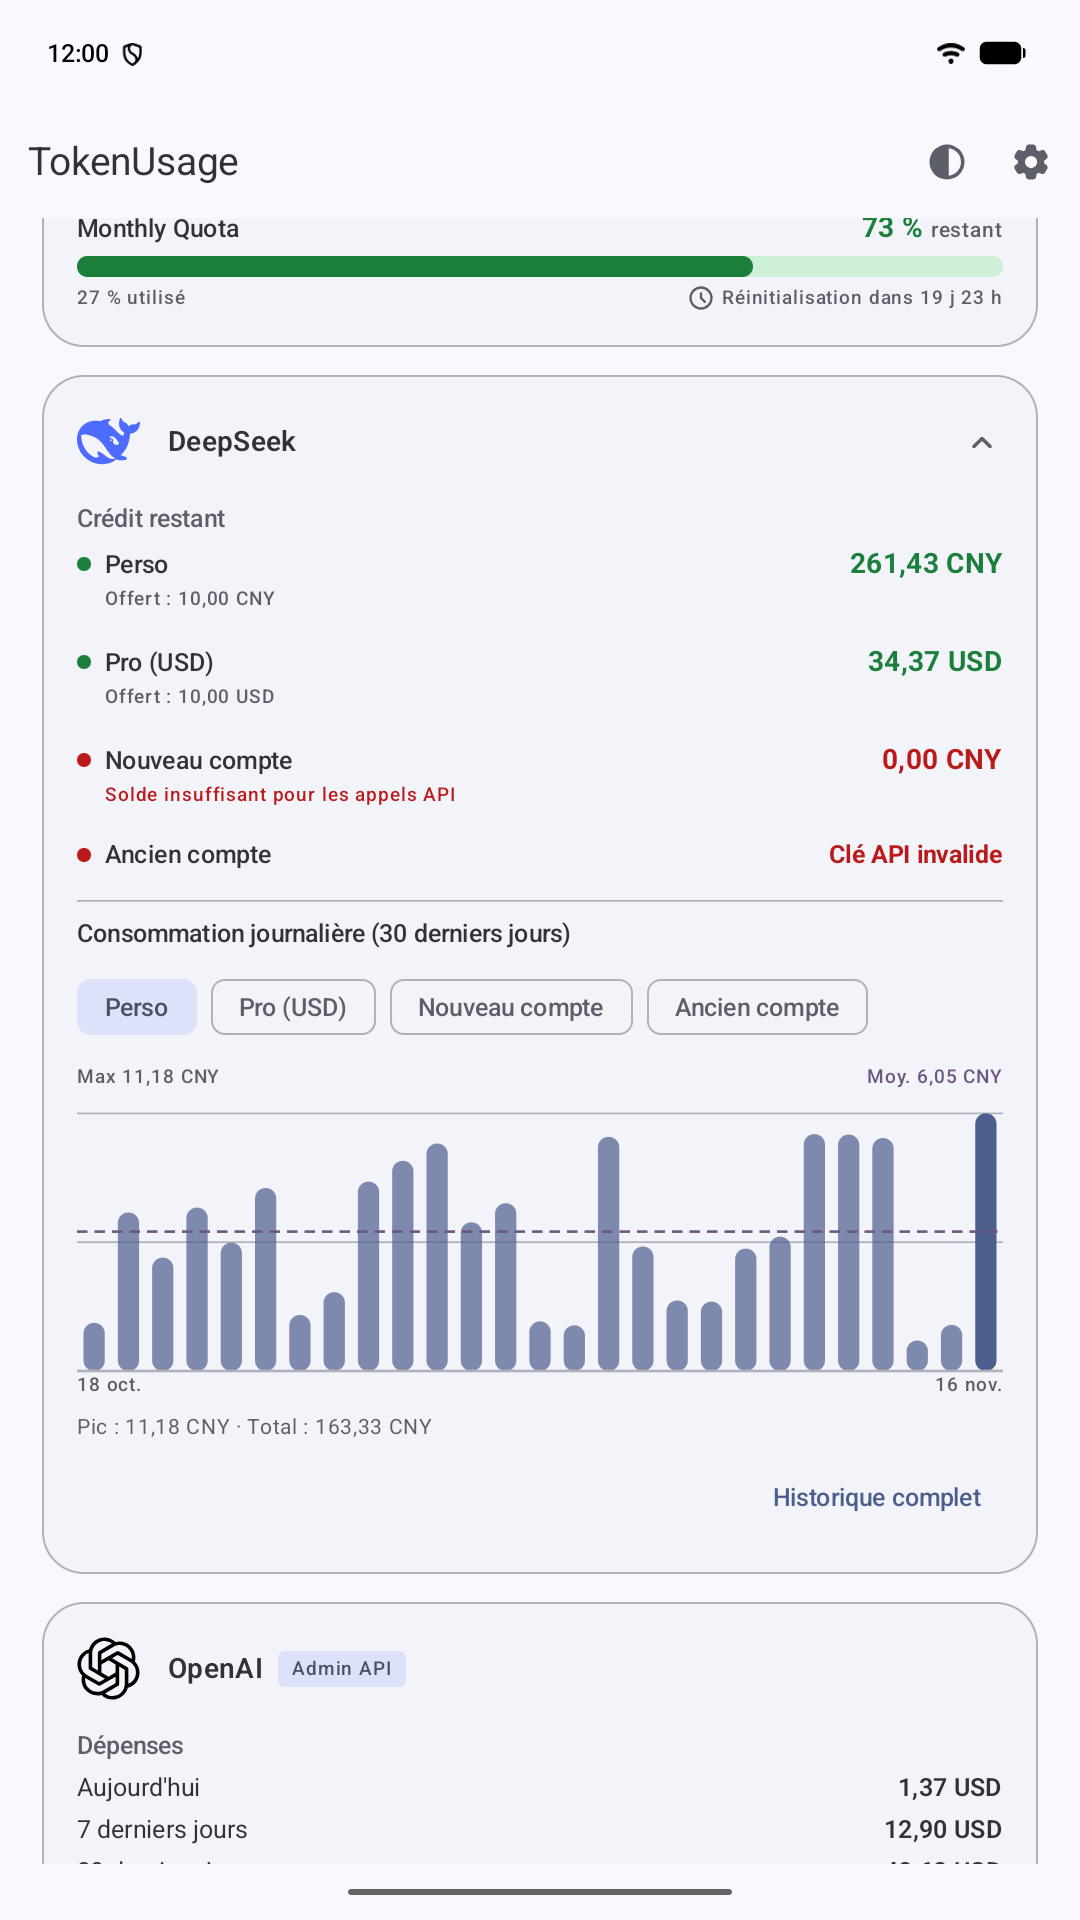 12:00
TokenUsage
Monthly Quota
73 % restant
27 % utilisé
Réinitialisation dans 19 j 23 h
DeepSeek
Crédit restant
Perso
261,43 CNY
Offert : 10,00 CNY
Pro (USD)
34,37 USD
Offert : 10,00 USD
Nouveau compte
0,00 CNY
Solde insuffisant pour les appels API
Ancien compte
Clé API invalide
Consommation journalière (30 derniers jours)
Perso
Pro (USD)
Nouveau compte
Ancien compte
Max 11,18 CNY
Moy. 6,05 CNY
18 oct.
16 nov.
Pic : 11,18 CNY · Total : 163,33 CNY
Historique complet
OpenAI
Admin API
Dépenses
Aujourd'hui
1,37 USD
7 derniers jours
12,90 USD